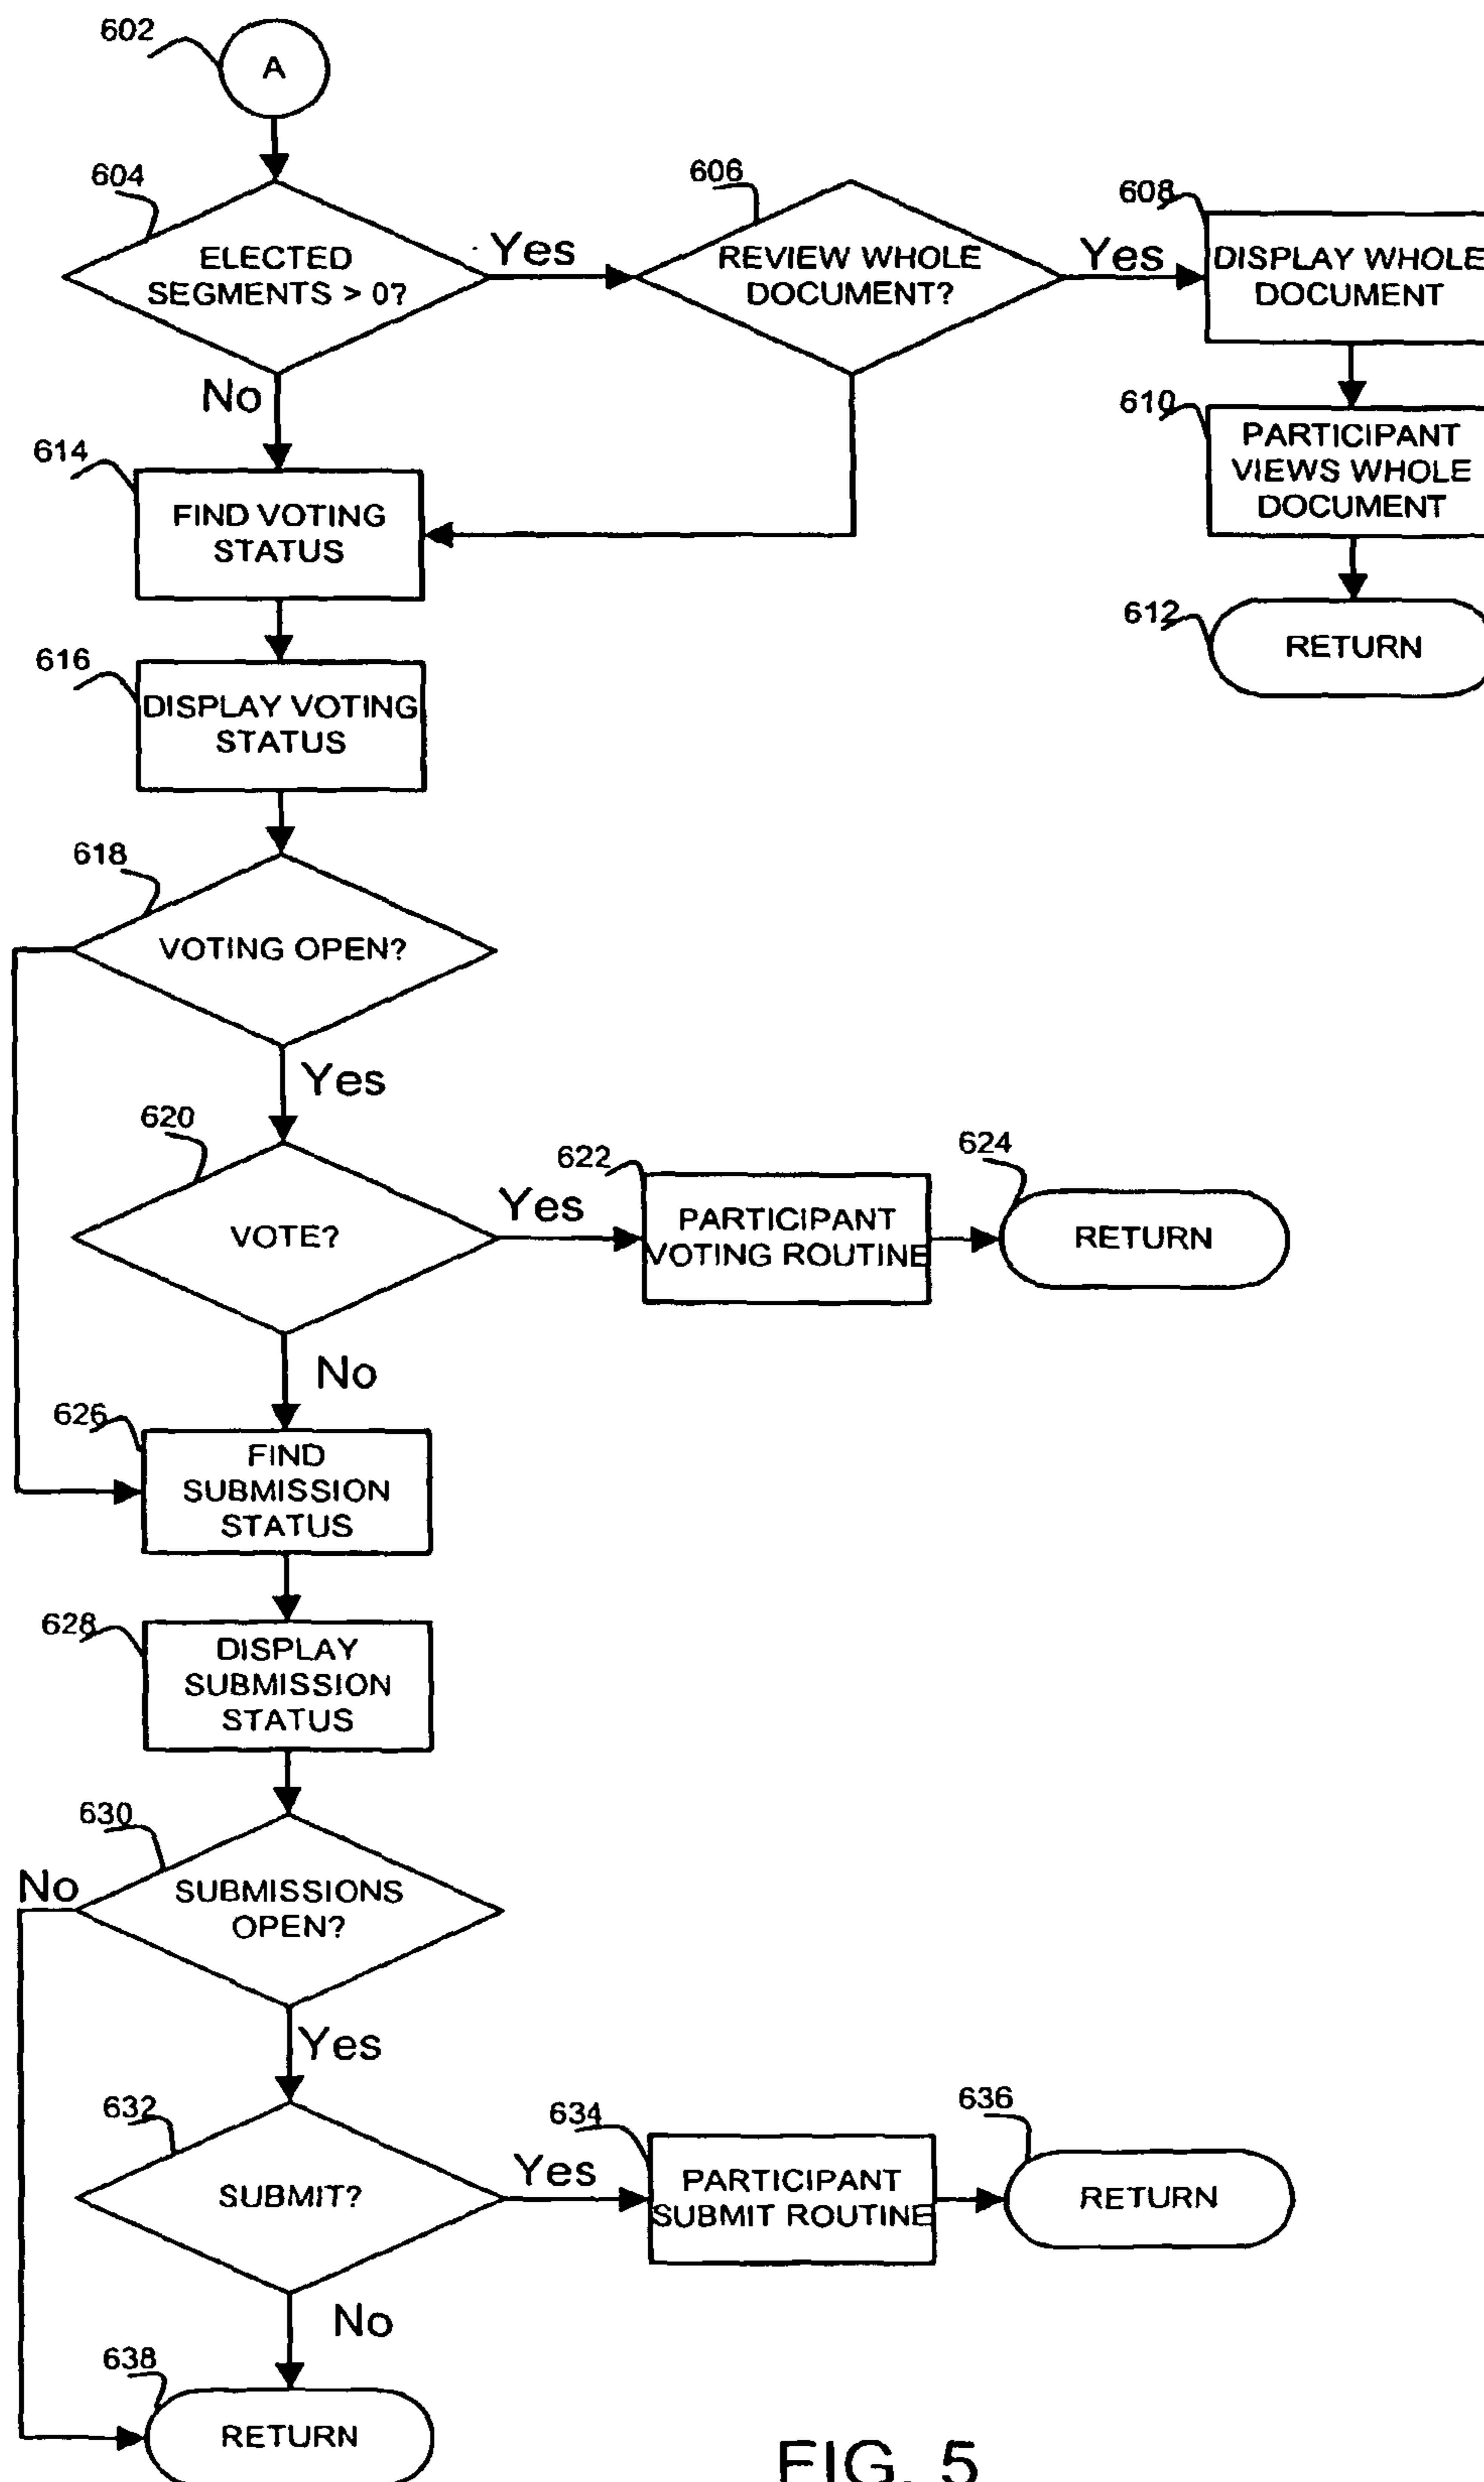 602
A
604
ELECTED
SEGMENTS > 0?
Yes
606
REVIEW WHOLE
DOCUMENT?
Yes
608
DISPLAY WHOLE
DOCUMENT
610
PARTICIPANT
VIEWS WHOLE
DOCUMENT
612
RETURN
No
614
FIND VOTING
STATUS
616
DISPLAY VOTING
STATUS
618
VOTING OPEN?
Yes
620
VOTE?
Yes
622
PARTICIPANT
VOTING ROUTINE
624
RETURN
No
626
FIND
SUBMISSION
STATUS
628
DISPLAY
SUBMISSION
STATUS
630
No
SUBMISSIONS
OPEN?
Yes
632
SUBMIT?
Yes
634
PARTICIPANT
SUBMIT ROUTINE
636
RETURN
No
638
RETURN
FIG. 5